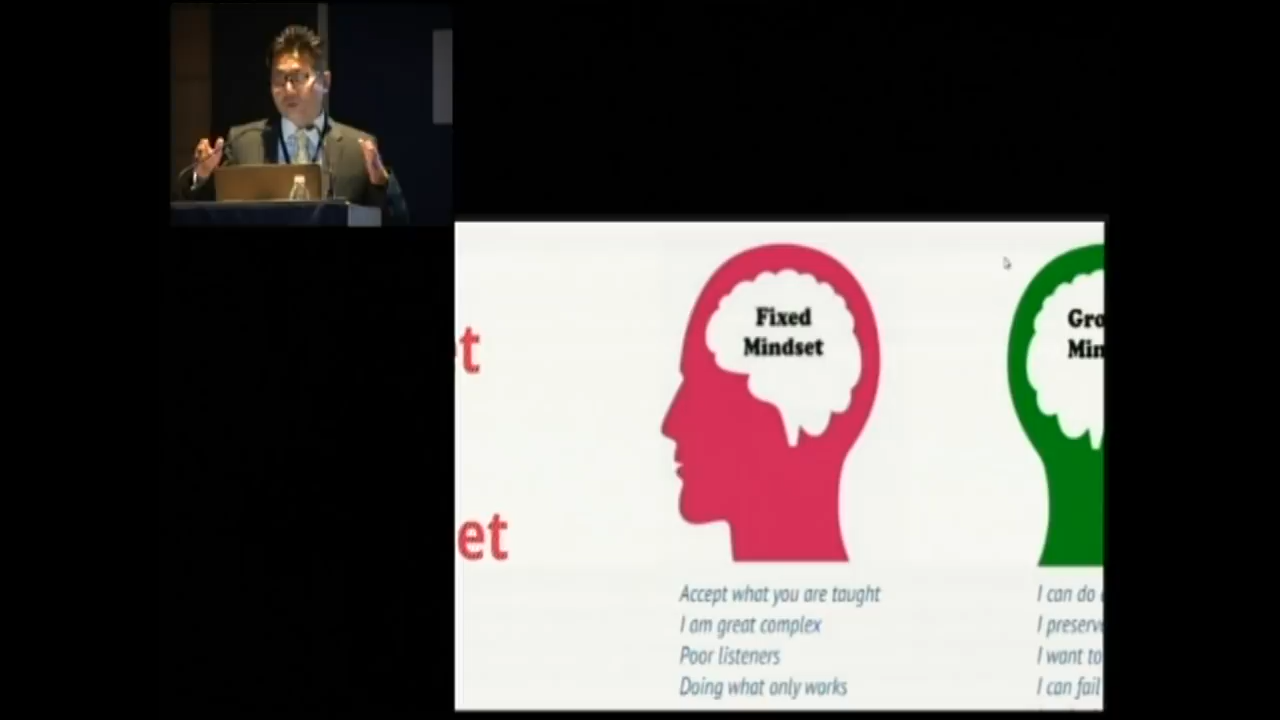 t
et
Fixed
Mindset
Accept what you are taught
I am great complex
Poor listeners
Doing what only works
Gro
Min
I can do
I preserv
I want to
I can fail